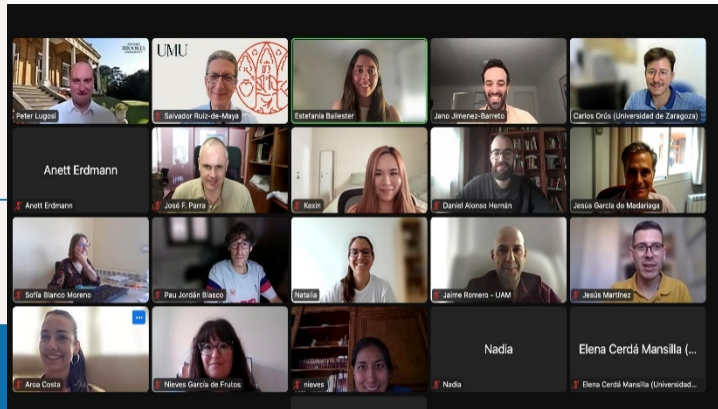 OXFORD
BROOKES
UNIVERSITY
UMU
Peter Lugosi
Salvador Ruiz-de-Maya
Estefanía Ballester
Jano Jimenez-Barreto
Carlos Orús (Universidad de Zaragoza)
Anett Erdmann
Anett Erdmann
José F. Parra
Kexin
Daniel Alonso Hernán
Jesús García de Madariaga
Sofía Blanco Moreno
Pau Jordán Blasco
Natalia
Jaime Romero - UAM
Jesús Martínez
Nadia
Elena Cerdá Mansilla (...
Aroa Costa
Nieves García de Frutos
nieves
Nadia
Elena Cerdá Mansilla (Universidad...